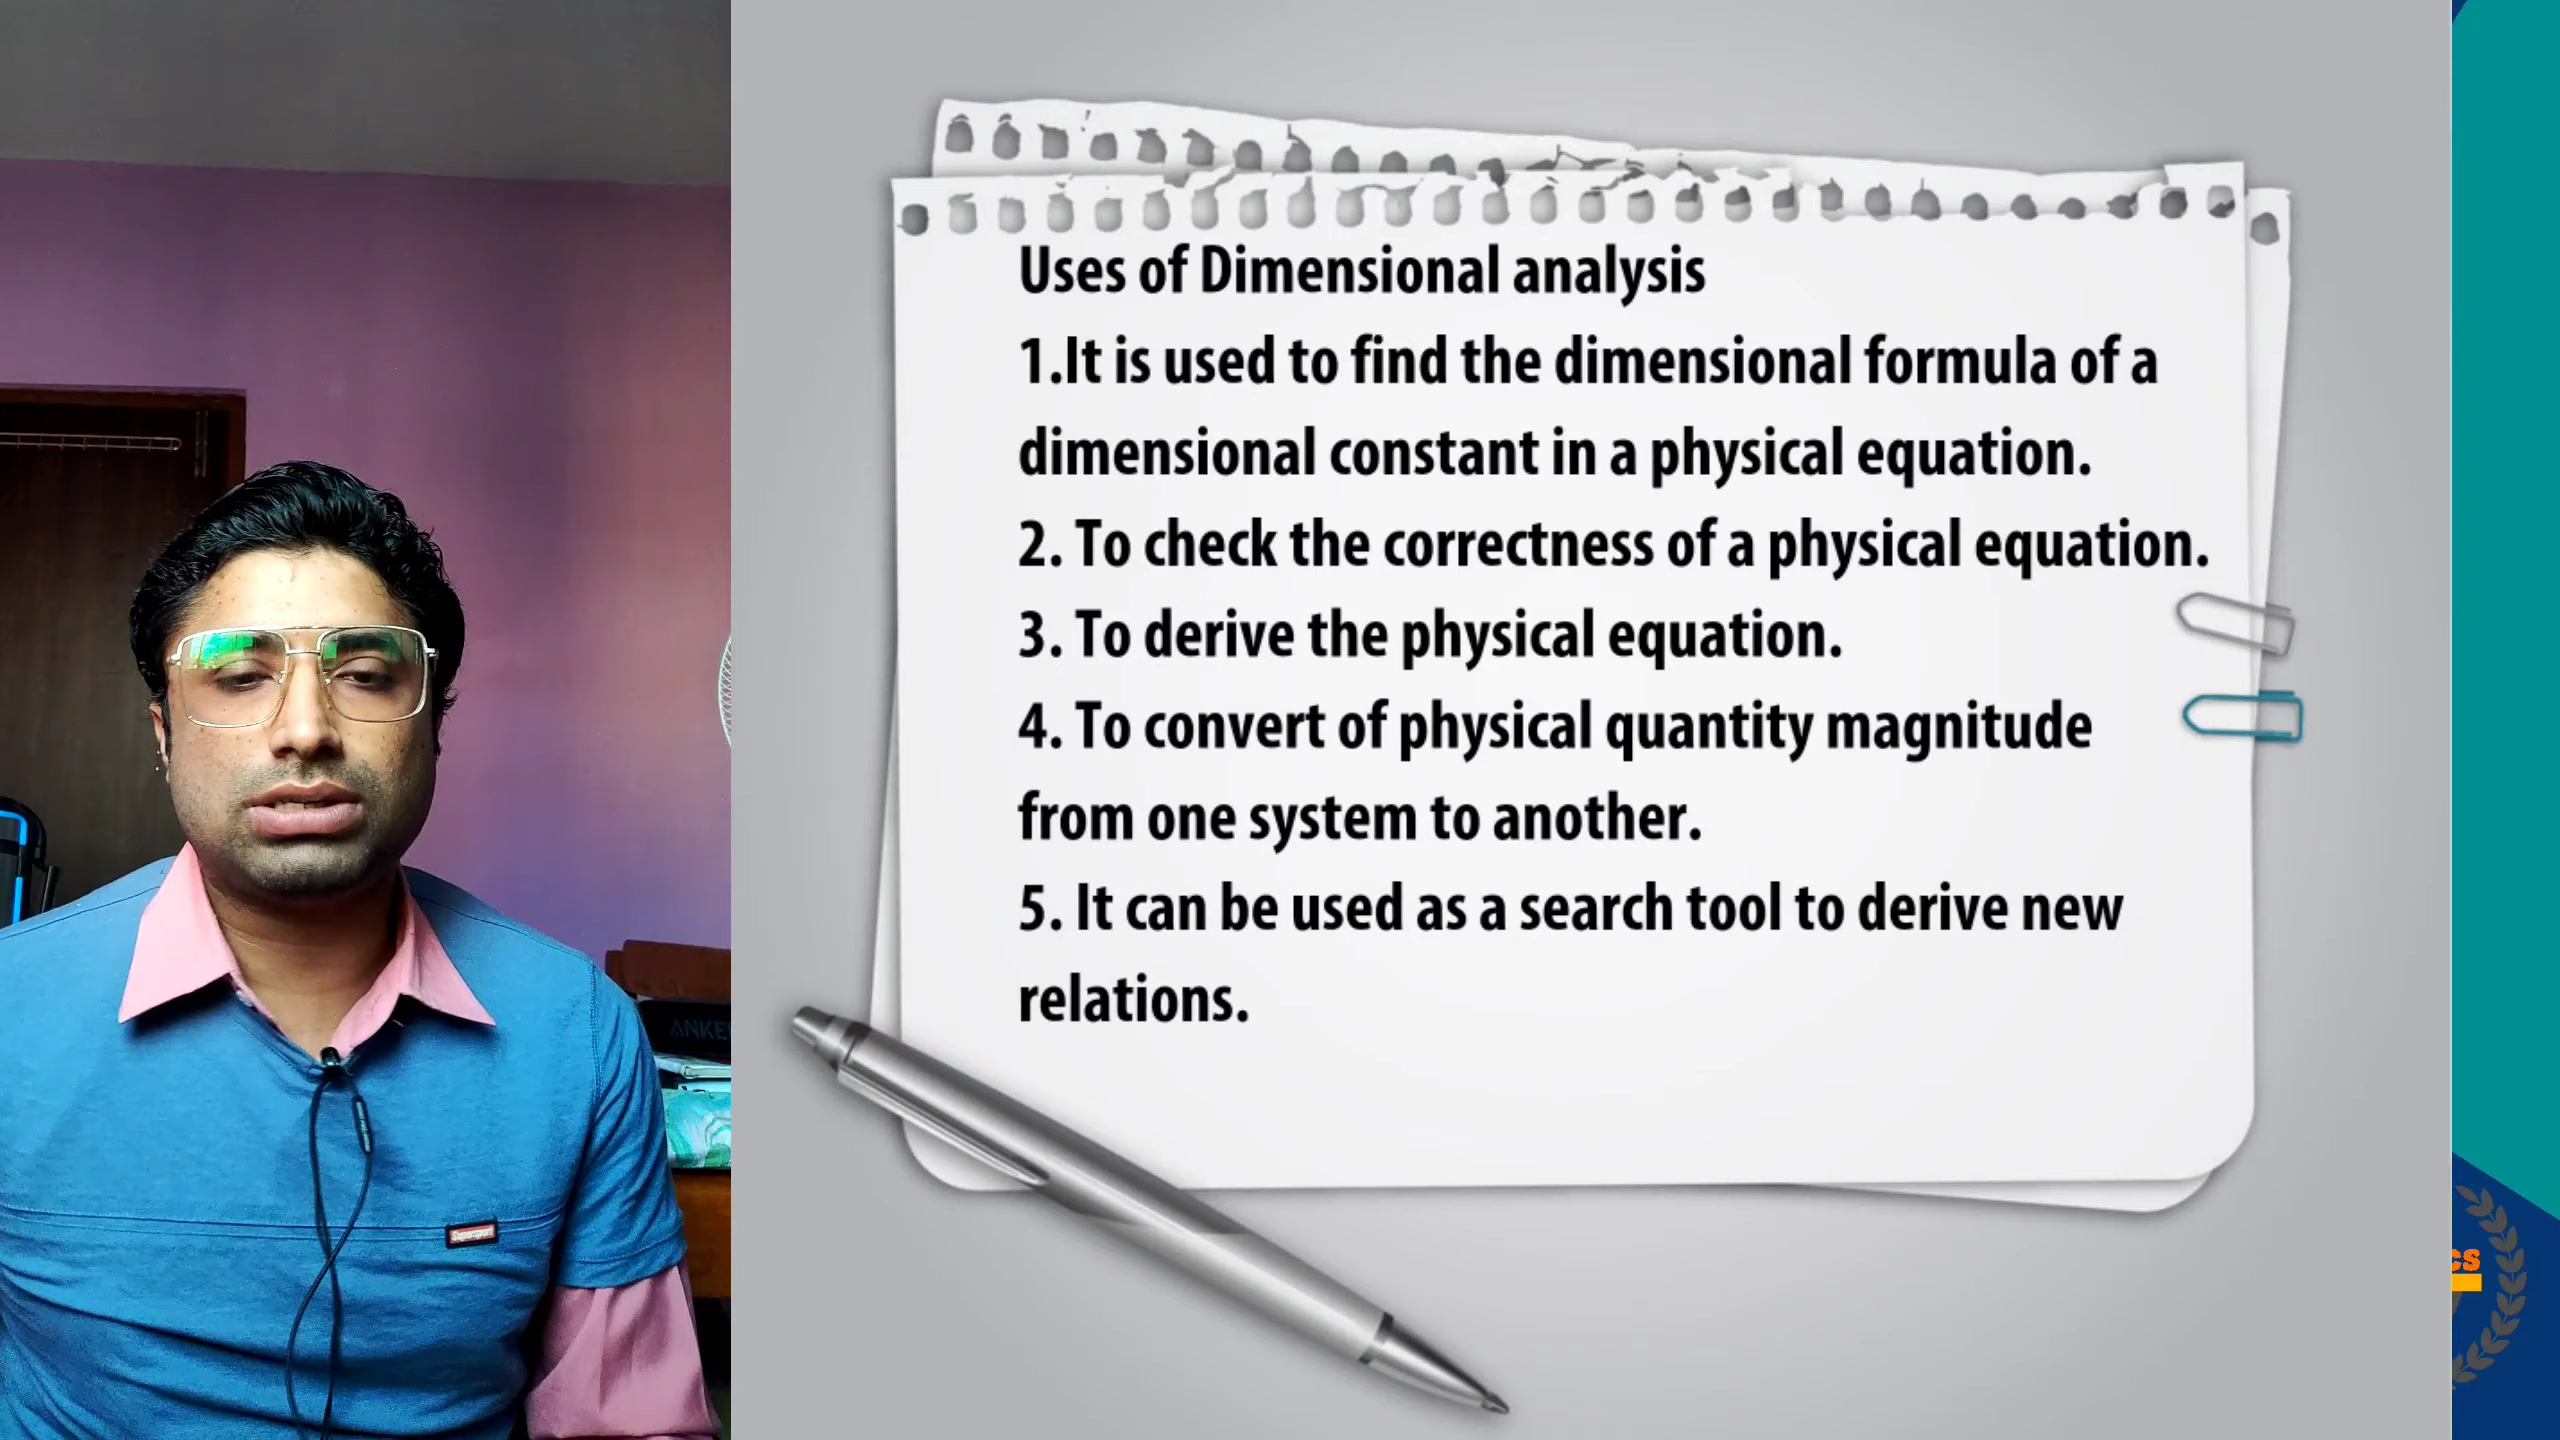 Uses of Dimensional analysis
1.It is used to find the dimensional formula of a
dimensional constant in a physical equation.
2. To check the correctness of a physical equation.
3. To derive the physical equation.
4. To convert of physical quantity magnitude
from one system to another.
5. It can be used as a search tool to derive new
relations.
ANKE
cs